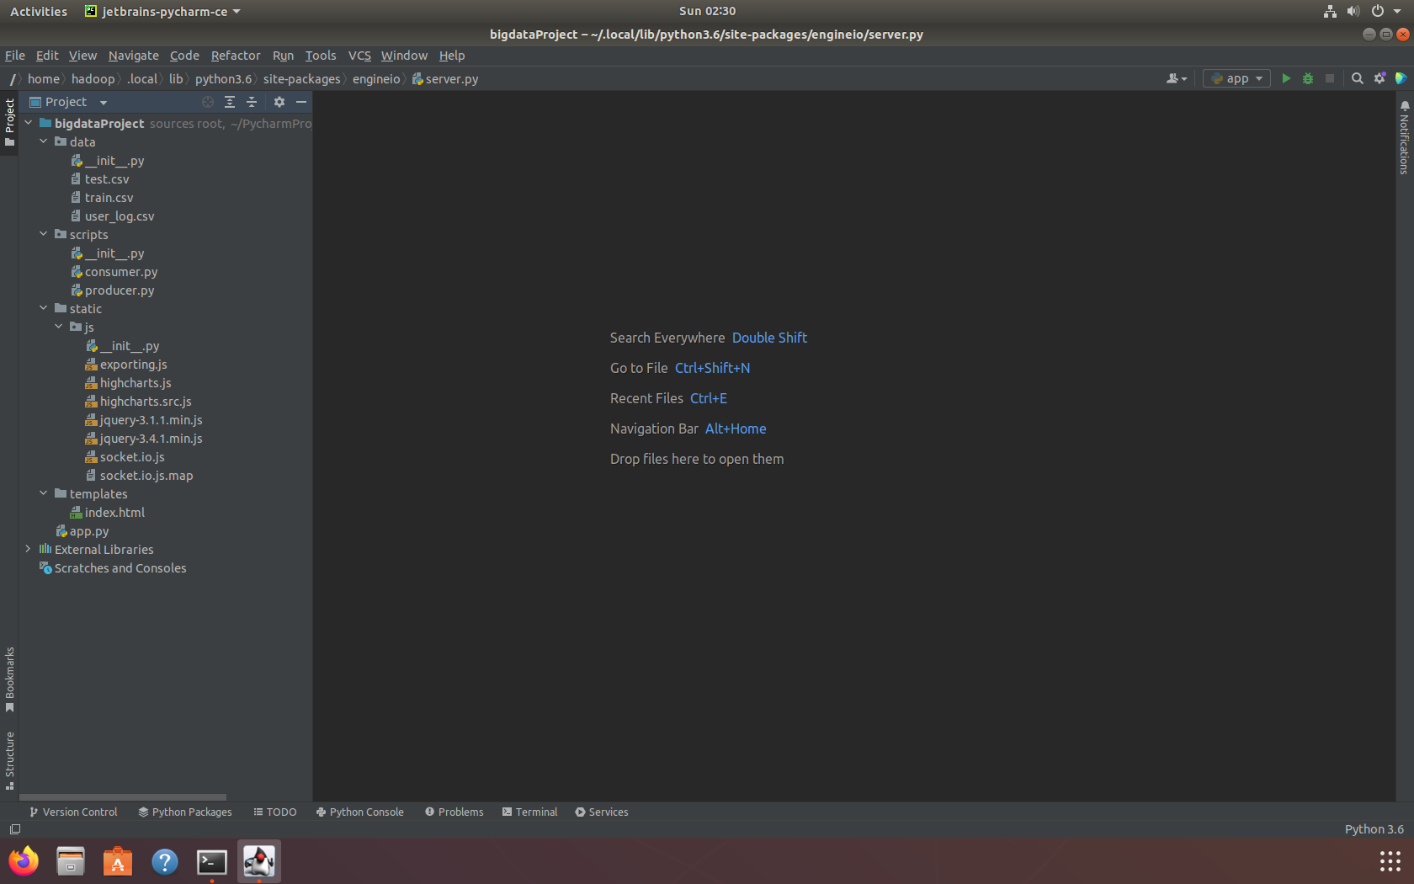 Activities jetbrains-pycharm-ce Sun 02:30
bigdataProject – ~/.local/lib/python3.6/site-packages/engineio/server.py
File Edit View Navigate Code Refactor Run Tools VCS Window Help
/ home hadoop .local lib python3.6 site-packages engineio server.py app
Project
Project
bigdataProject sources root, ~/PycharmPro
data
__init__.py
test.csv
train.csv
user_log.csv
scripts
__init__.py
consumer.py
producer.py
static
js
__init__.py
exporting.js
highcharts.js
highcharts.src.js
jquery-3.1.1.min.js
jquery-3.4.1.min.js
socket.io.js
socket.io.js.map
templates
index.html
app.py
External Libraries
Scratches and Consoles
Search Everywhere Double Shift
Go to File Ctrl+Shift+N
Recent Files Ctrl+E
Navigation Bar Alt+Home
Drop files here to open them
Notifications
Bookmarks
Structure
Version Control Python Packages TODO Python Console Problems Terminal Services
Python 3.6